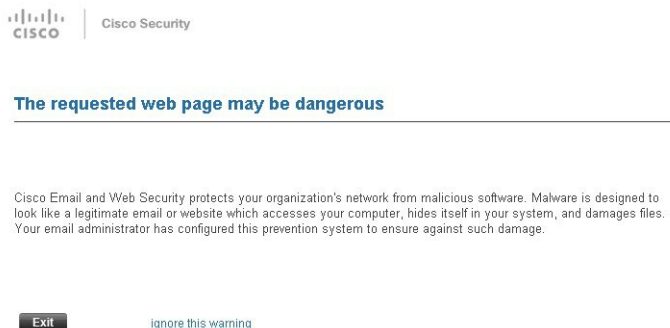 CISCO
Cisco Security
The requested web page may be dangerous
Cisco Email and Web Security protects your organization's network from malicious software. Malware is designed to
look like a legitimate email or website which accesses your computer, hides itself in your system, and damages files.
Your email administrator has configured this prevention system to ensure against such damage.
Exit
ignore this warning